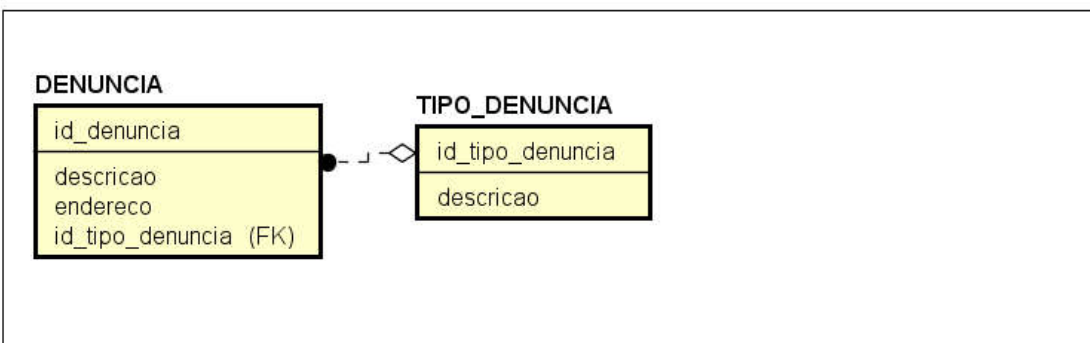 DENUNCIA
id_denuncia
descricao
endereco
id_tipo_denuncia (FK)
TIPO_DENUNCIA
id_tipo_denuncia
descricao